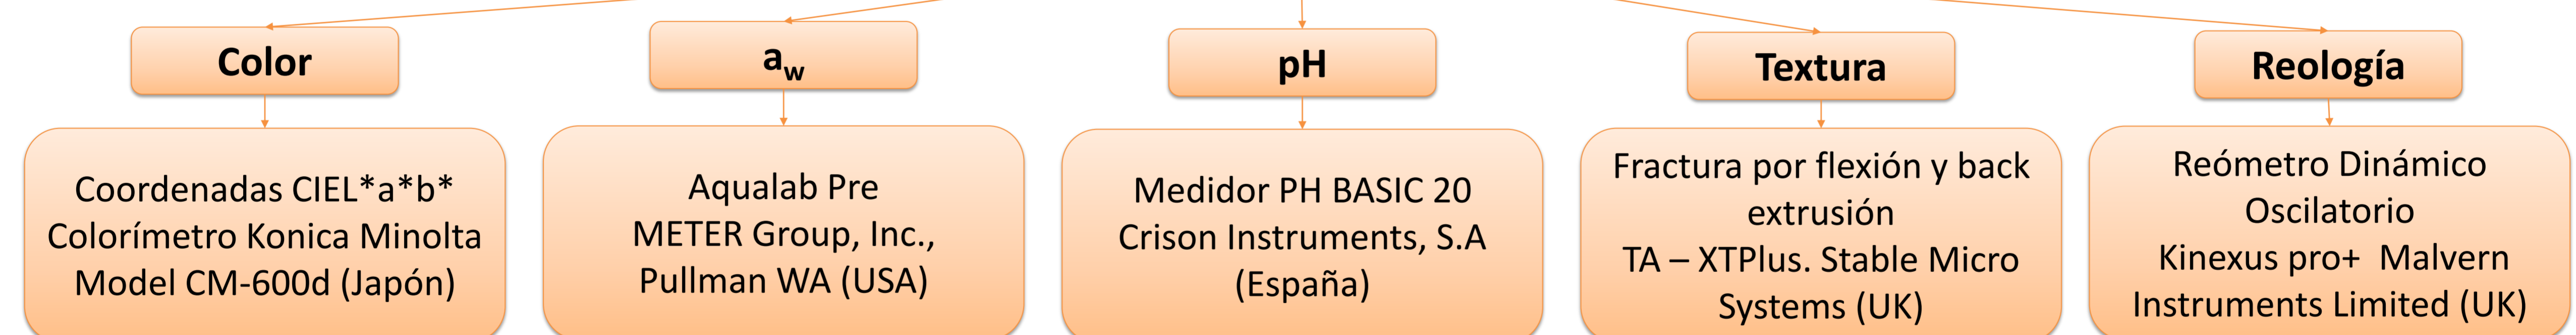 Color
Coordenadas CIEL*a*b*
Colorímetro Konica Minolta
Model CM-600d (Japón)
aw
Aqualab Pre
METER Group, Inc.,
Pullman WA (USA)
pH
Medidor PH BASIC 20
Crison Instruments, S.A
(España)
Textura
Fractura por flexión y back
extrusión
TA – XTPlus. Stable Micro
Systems (UK)
Reología
Reómetro Dinámico
Oscilatorio
Kinexus pro+ Malvern
Instruments Limited (UK)